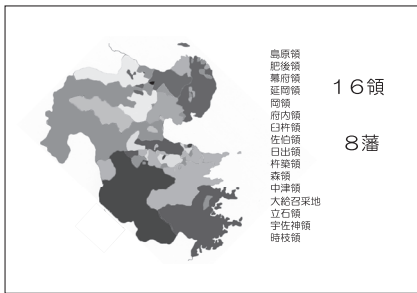 島原領
肥後領
幕府領
延岡領
岡領
府内領
臼杵領
佐伯領
日出領
杵築領
森領
中津領
大給召采地
立石領
宇佐神領
時枝領
16領
8藩